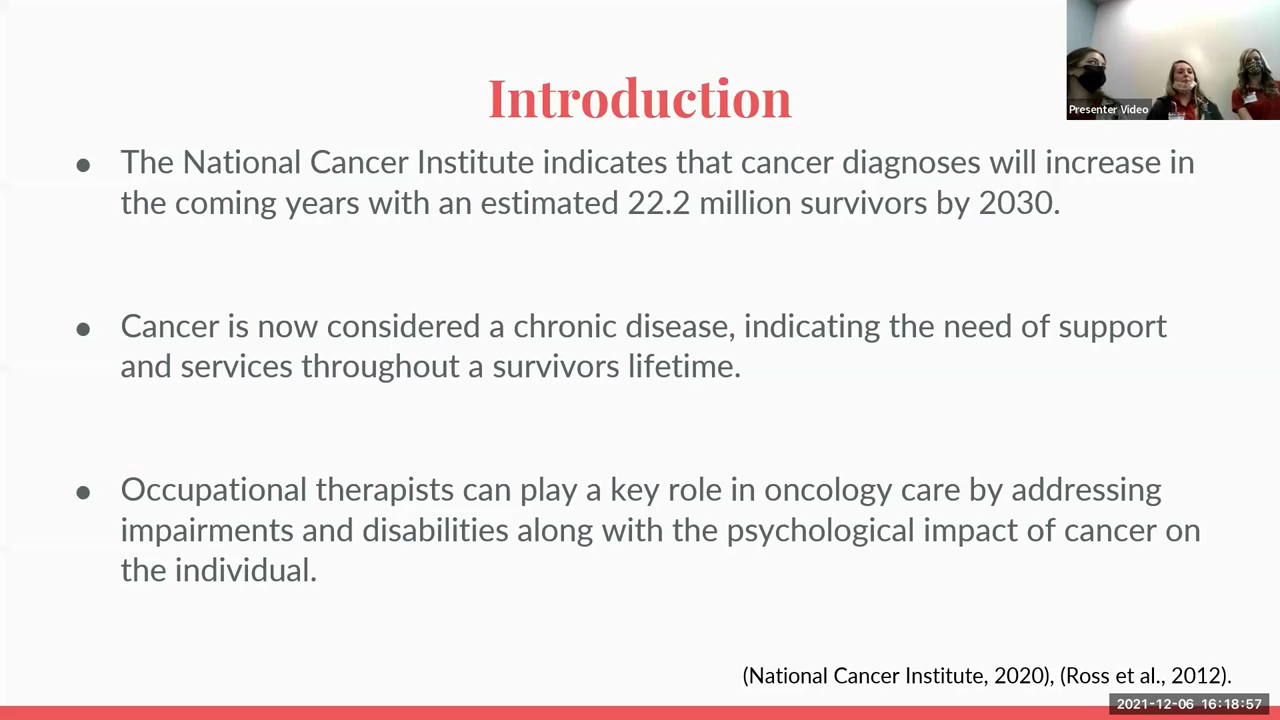 Introduction
Presenter Video
● The National Cancer Institute indicates that cancer diagnoses will increase in
the coming years with an estimated 22.2 million survivors by 2030.
● Cancer is now considered a chronic disease, indicating the need of support
and services throughout a survivors lifetime.
● Occupational therapists can play a key role in oncology care by addressing
impairments and disabilities along with the psychological impact of cancer on
the individual.
(National Cancer Institute, 2020), (Ross et al., 2012).
2021-12-06 16:18:57